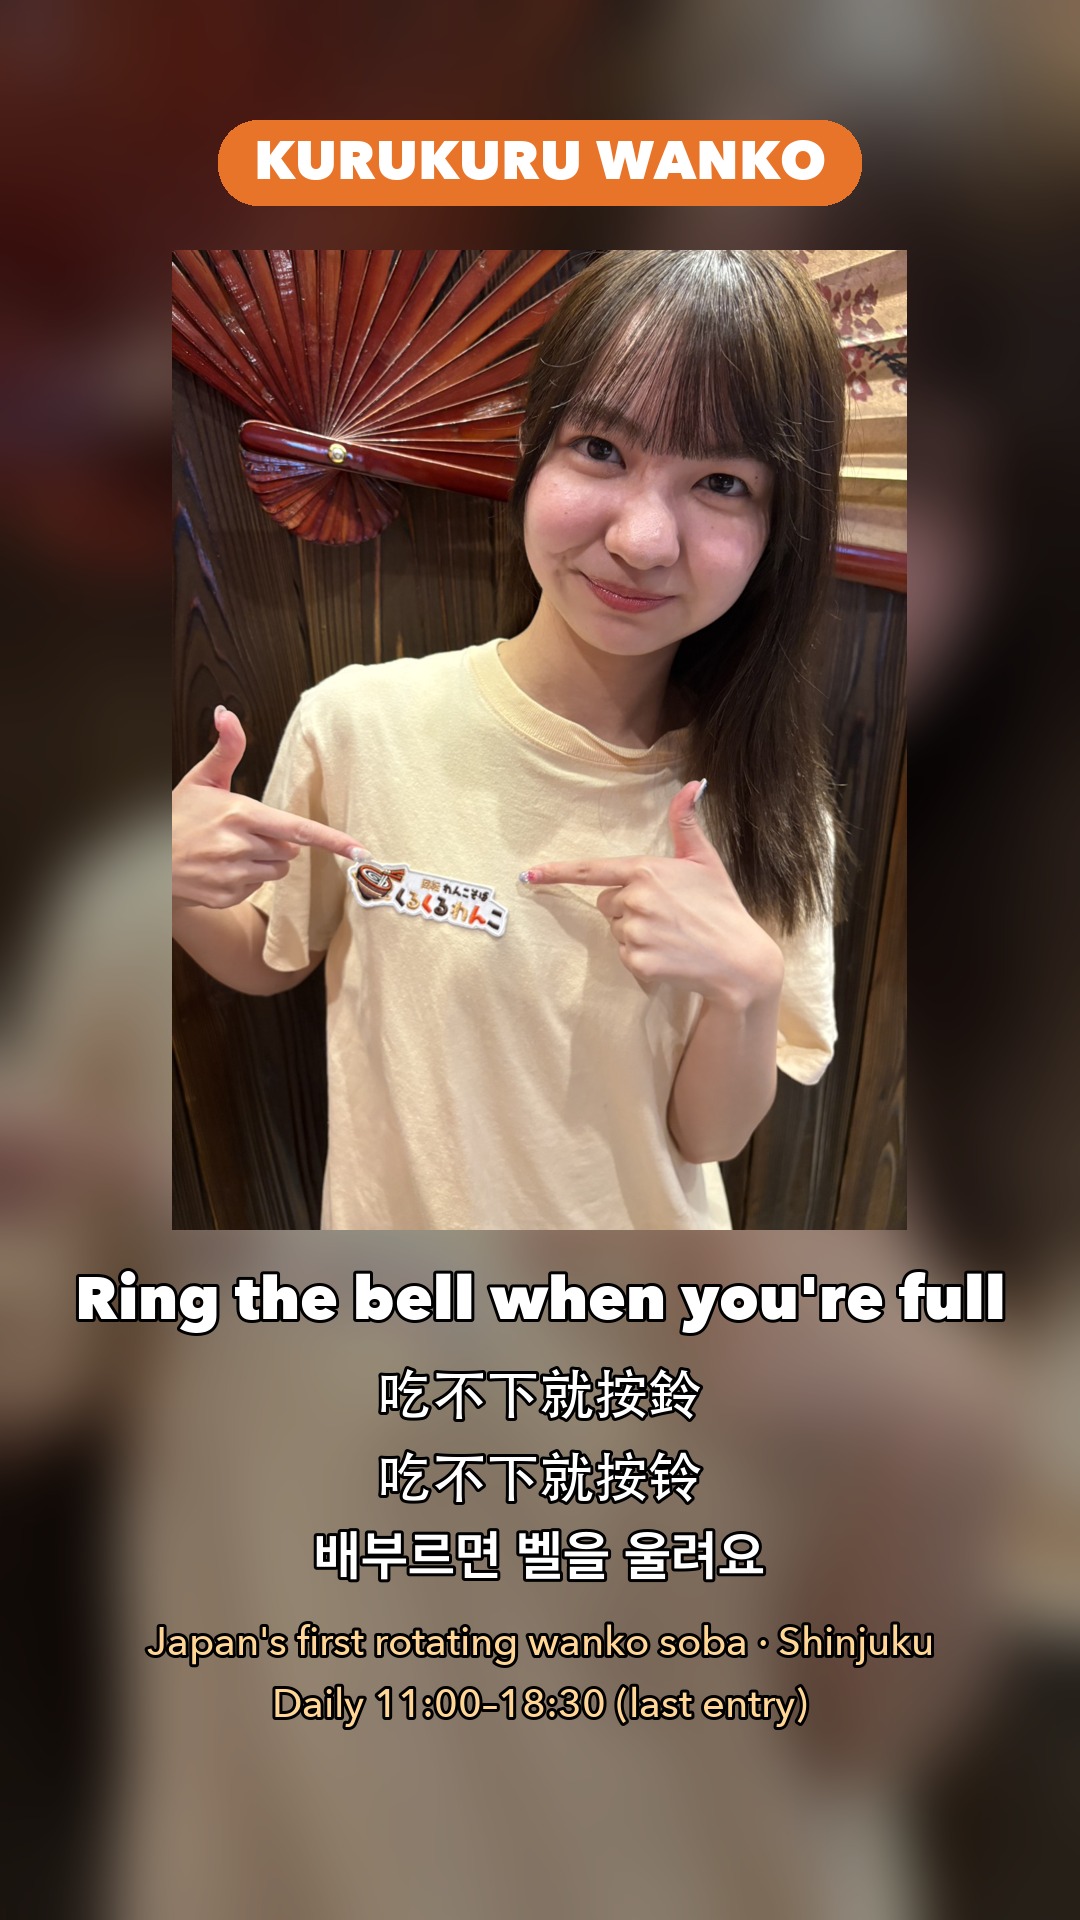 KURUKURU WANKO
回転 わんこそば
くるくるわんこ
Ring the bell when you're full
吃不下就按鈴
吃不下就按铃
배부르면 벨을 울려요
Japan's first rotating wanko soba · Shinjuku
Daily 11:00–18:30 (last entry)